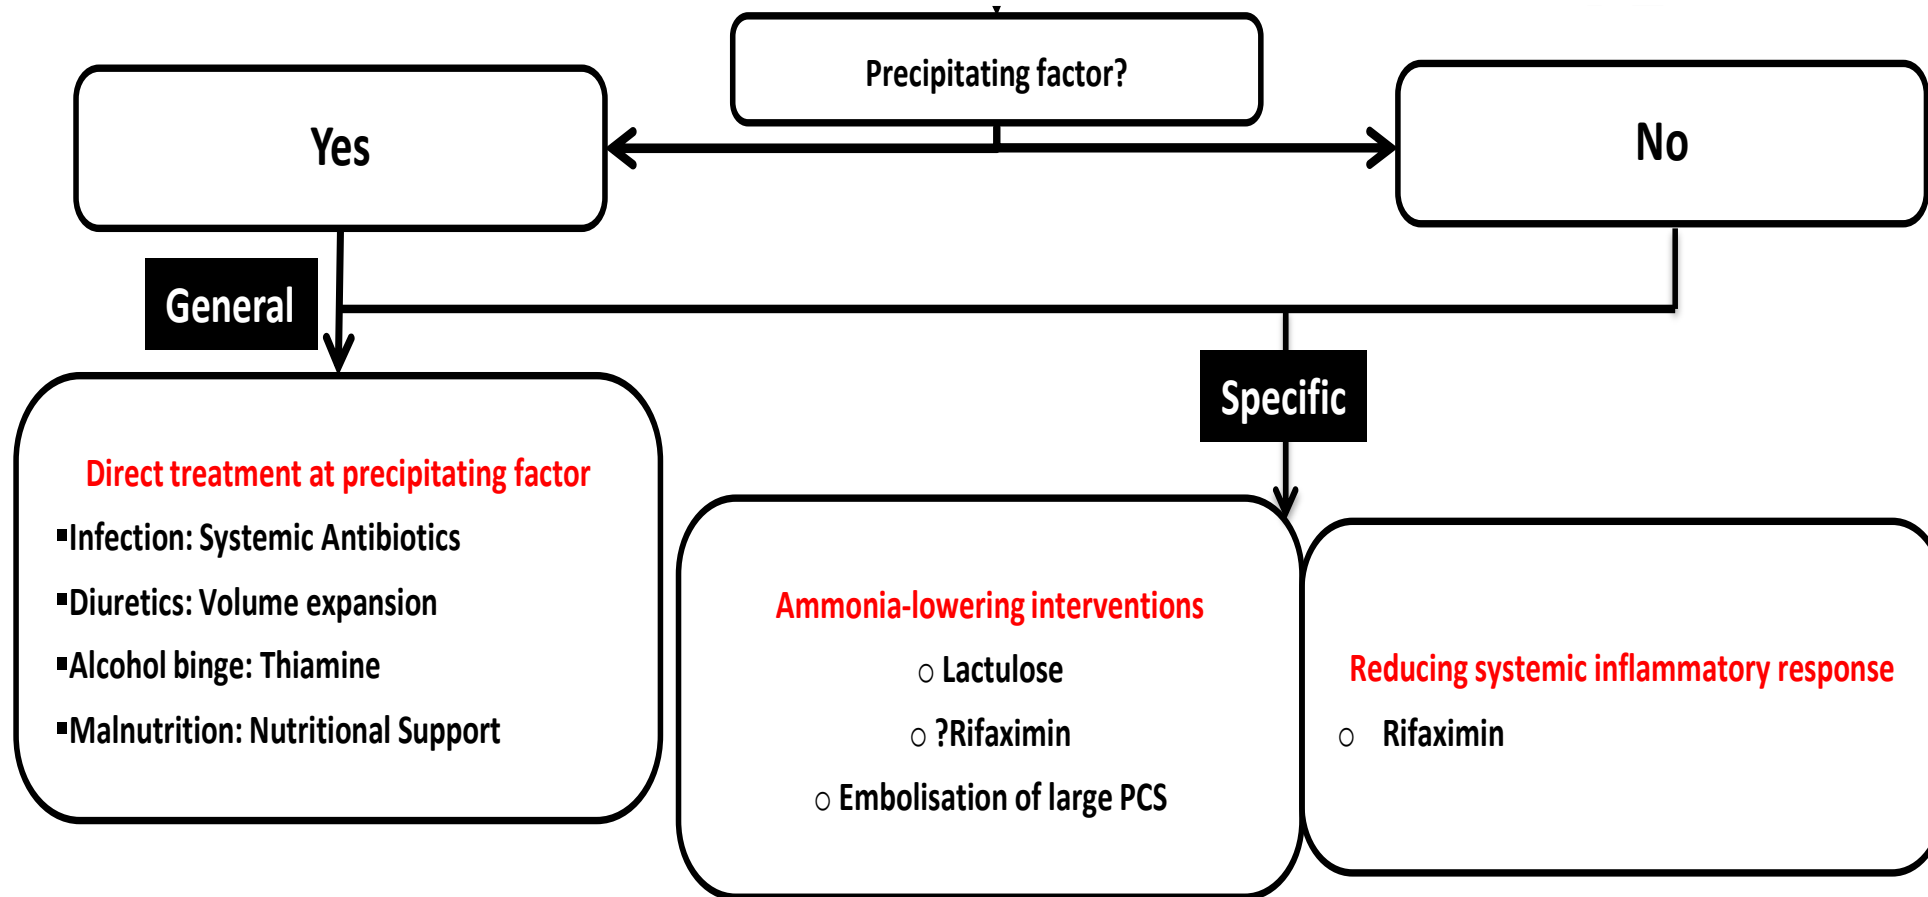 Precipitating factor?
Yes
No
General
Specific
Direct treatment at precipitating factor
▪Infection: Systemic Antibiotics
▪Diuretics: Volume expansion
▪Alcohol binge: Thiamine
▪Malnutrition: Nutritional Support
Ammonia-lowering interventions
○ Lactulose
○ ?Rifaximin
○ Embolisation of large PCS
Reducing systemic inflammatory response
○ Rifaximin